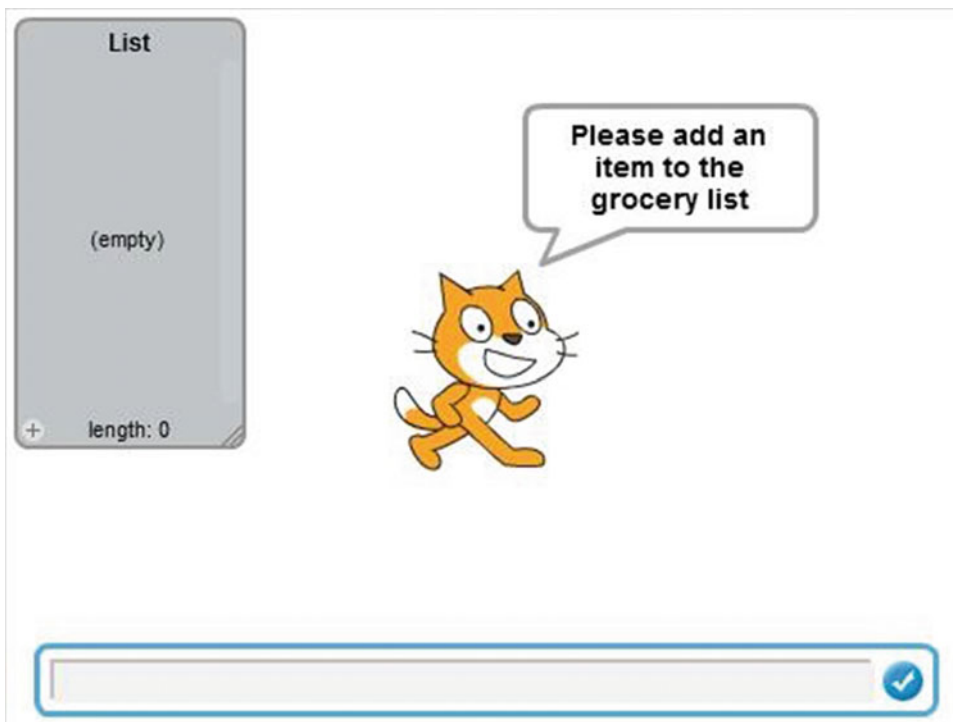 List
(empty)
length: 0
Please add an
item to the
grocery list